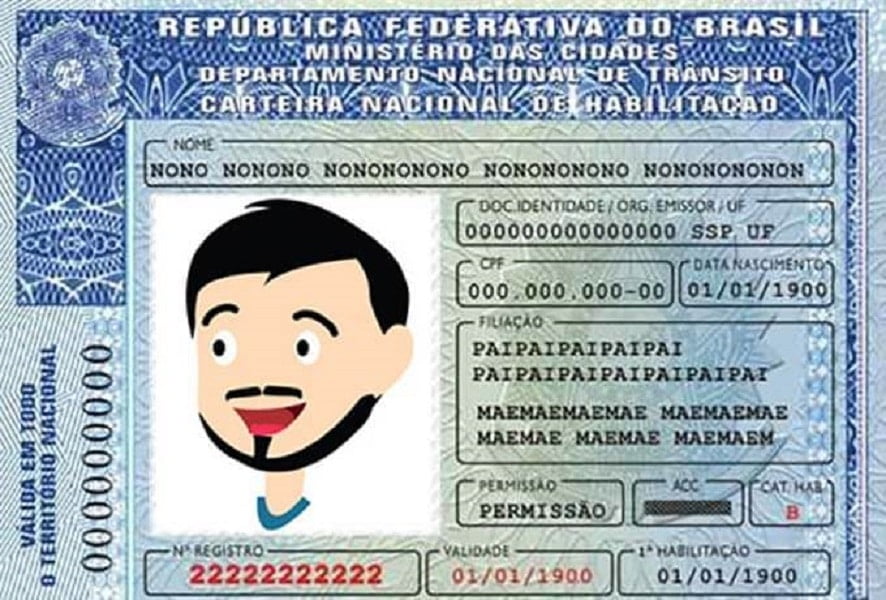 REPÚBLICA FEDERATIVA DO BRASIL
MINISTÉRIO DAS CIDADES
DEPARTAMENTO NACIONAL DE TRÂNSITO
CARTEIRA NACIONAL DE HABILITAÇÃO
NOME
NONO NONONO NONONONONO NONONONONO NONONONONON
DOC.IDENTIDADE / ORG. EMISSOR / UF
000000000000000 SSP UF
CPF
DATA NASCIMENTO
000.000.000-00
01/01/1900
FILIAÇÃO
PAIPAIPAIPAIPAI
PAIPAIPAIPAIPAIPAIPAI
MAEMAEMAEMAE MAEMAEMAE
MAEMAE MAEMAE MAEMAEM
PERMISSÃO
ACC
CAT. HAB.
PERMISSÃO
B
Nº REGISTRO
VALIDADE
1ª HABILITAÇÃO
22222222222
01/01/1900
01/01/1900
VÁLIDA EM TODO
O TERRITÓRIO NACIONAL
0000000000